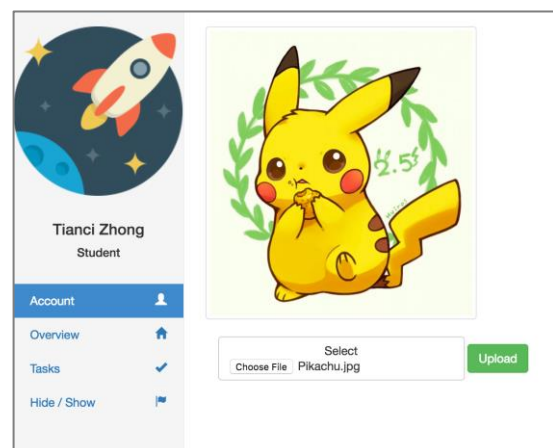 Tianci Zhong
Student
Account
Overview
Tasks
Hide / Show
2.5
Select
Choose File Pikachu.jpg
Upload